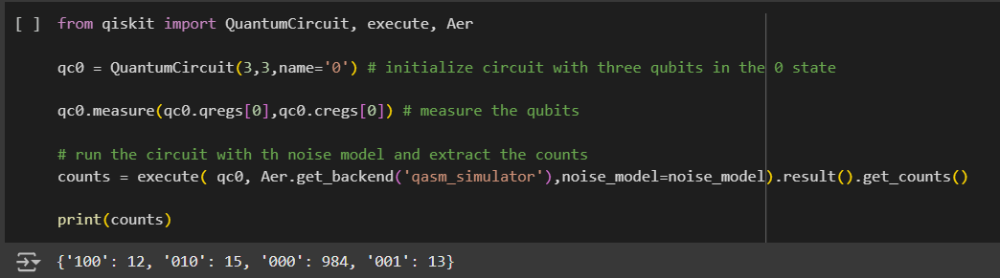 [ ] from qiskit import QuantumCircuit, execute, Aer
qc0 = QuantumCircuit(3,3,name='0') # initialize circuit with three qubits in the 0 state
qc0.measure(qc0.qregs[0],qc0.cregs[0]) # measure the qubits
# run the circuit with th noise model and extract the counts
counts = execute( qc0, Aer.get_backend('qasm_simulator'),noise_model=noise_model).result().get_counts()
print(counts)
{'100': 12, '010': 15, '000': 984, '001': 13}